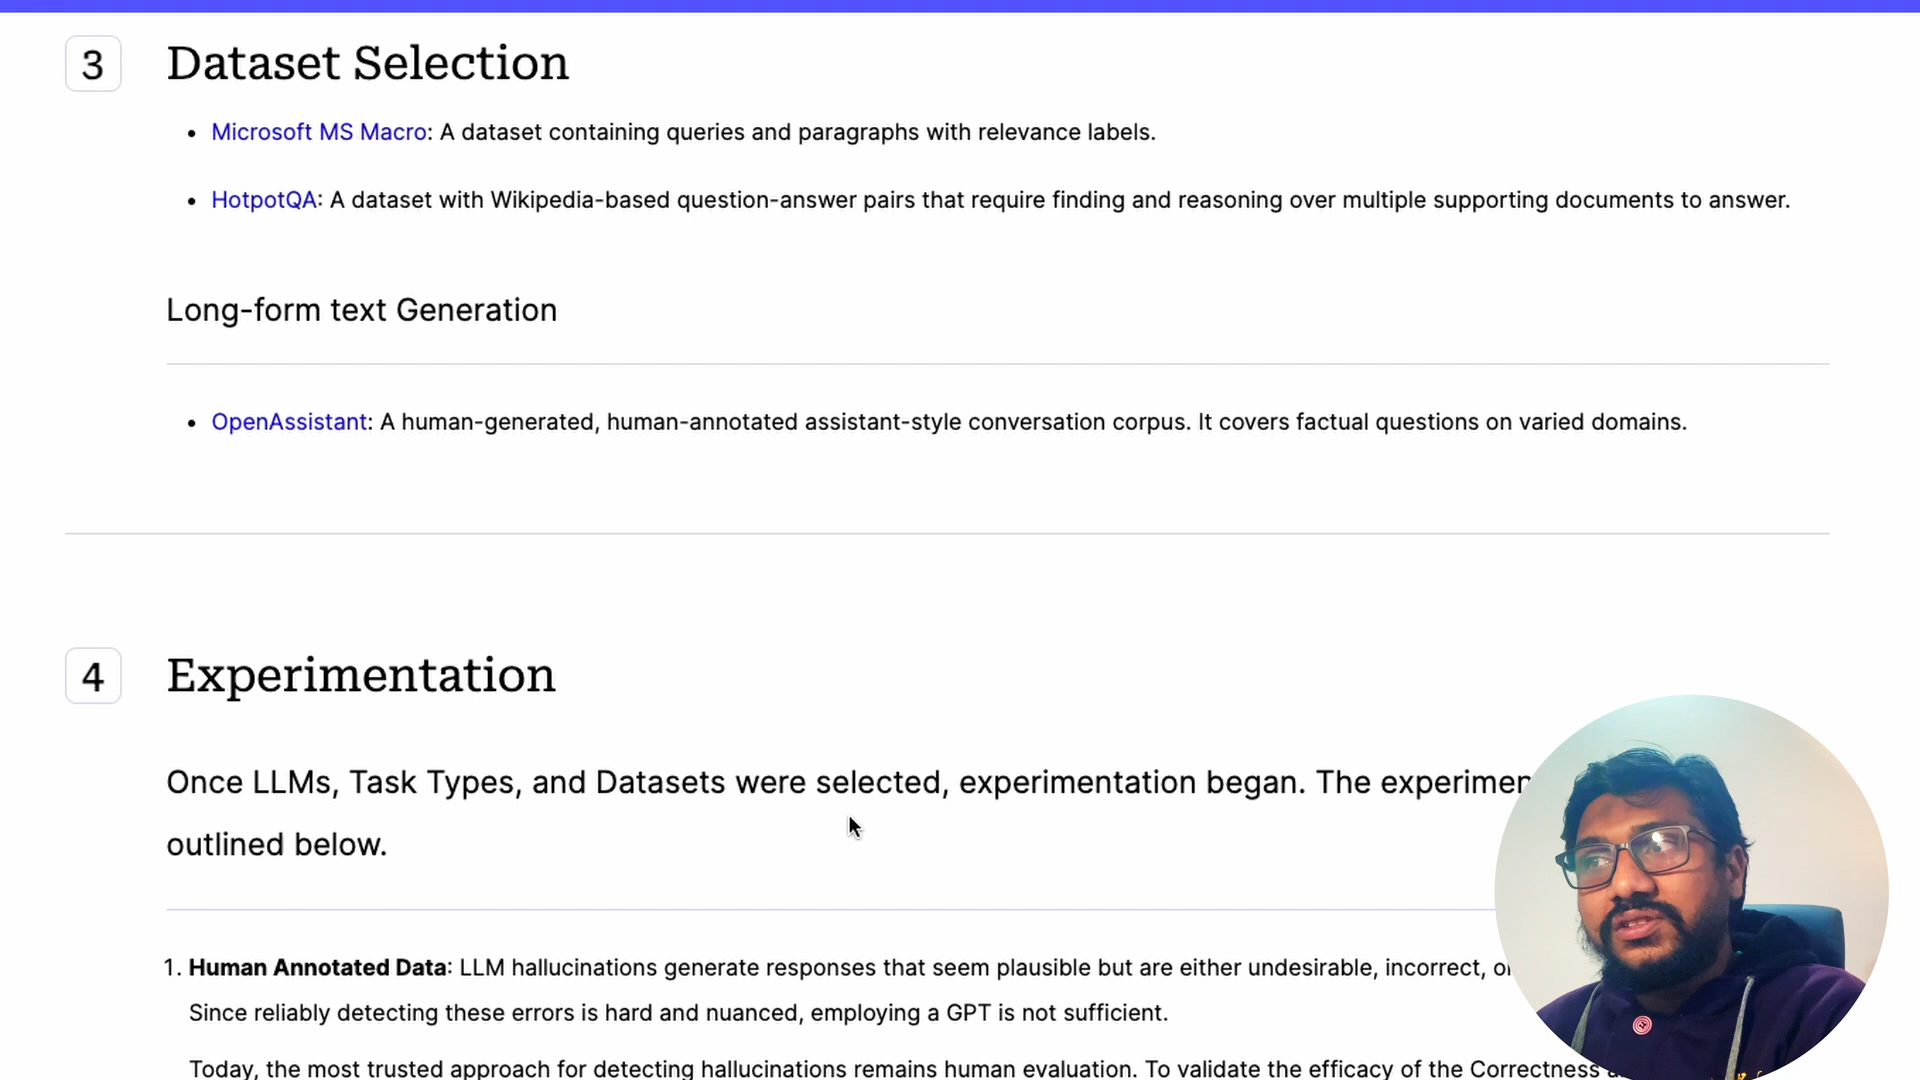 3 Dataset Selection
• Microsoft MS Macro: A dataset containing queries and paragraphs with relevance labels.
• HotpotQA: A dataset with Wikipedia-based question-answer pairs that require finding and reasoning over multiple supporting documents to answer.
Long-form text Generation
• OpenAssistant: A human-generated, human-annotated assistant-style conversation corpus. It covers factual questions on varied domains.
4 Experimentation
Once LLMs, Task Types, and Datasets were selected, experimentation began. The
outlined below.
1. Human Annotated Data: LLM hallucinations generate responses that seem plausible but are either undesirable, incorrect,
Since reliably detecting these errors is hard and nuanced, employing a GPT is not sufficient.
Today, the most trusted approach for detecting hallucinations remains human evaluation. To validate the efficacy of the Correctness